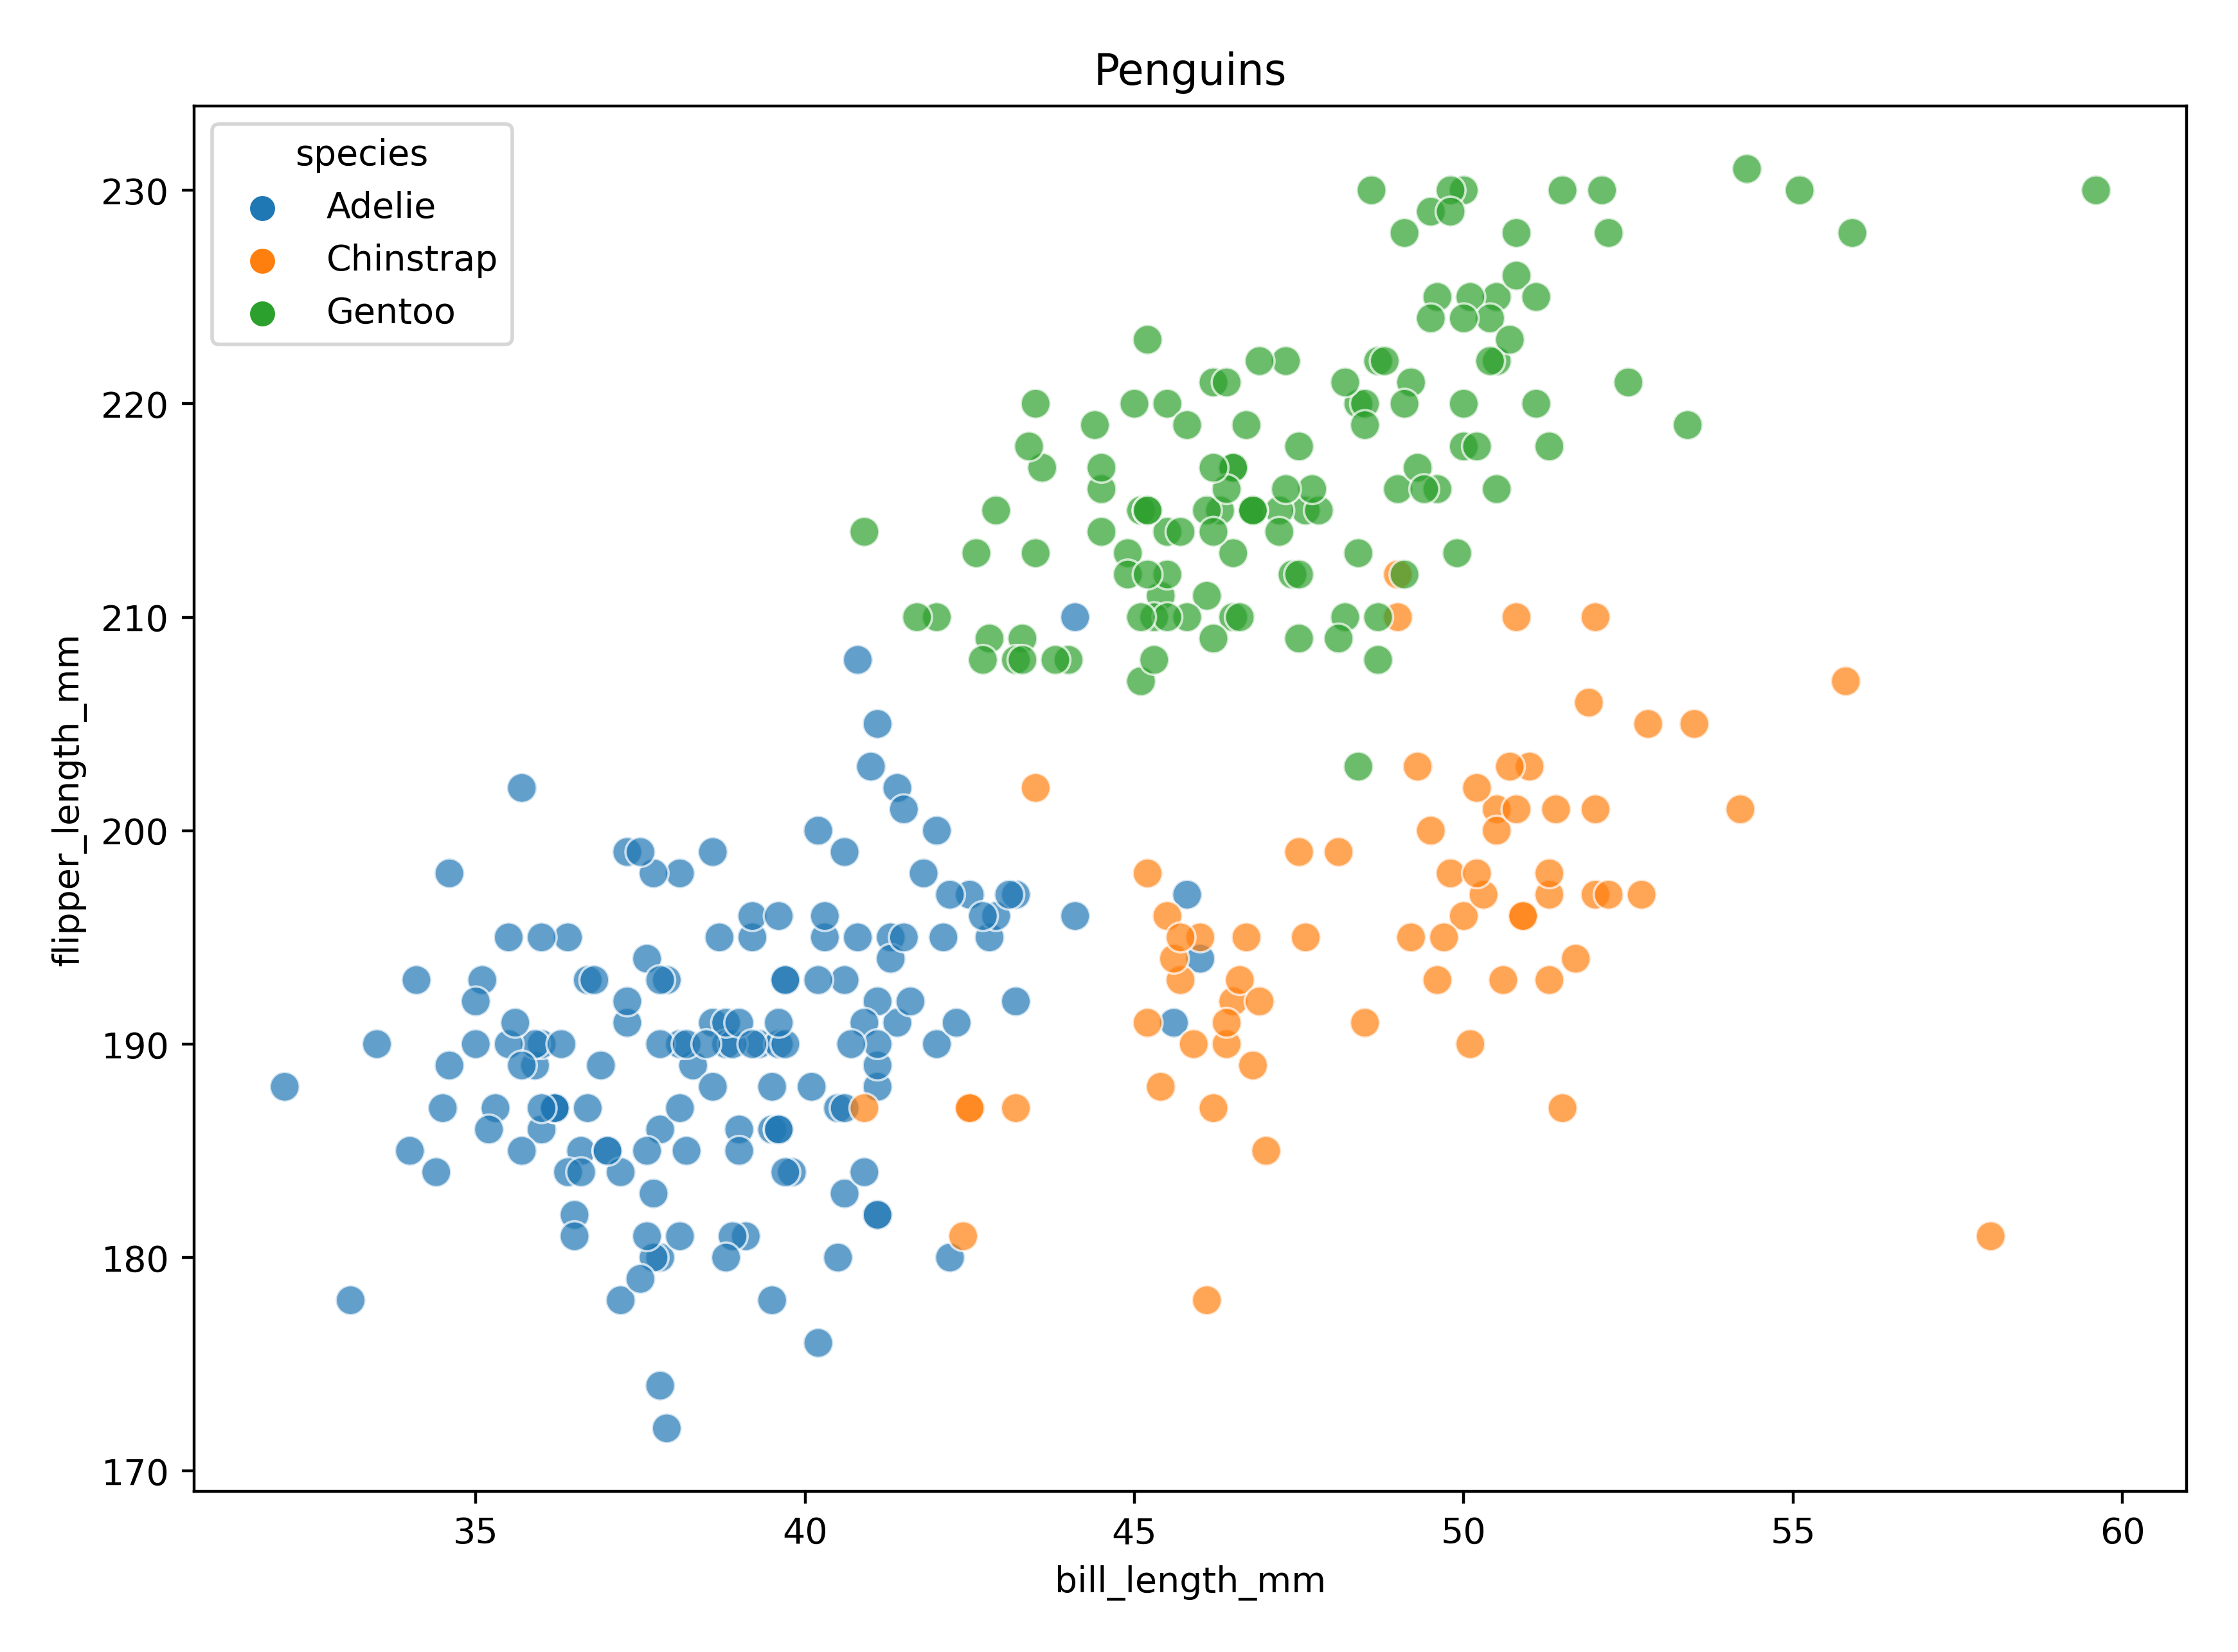 Penguins
species
Adelie
Chinstrap
Gentoo
230
220
210
200
190
180
170
flipper_length_mm
35 40 45 50 55 60
bill_length_mm